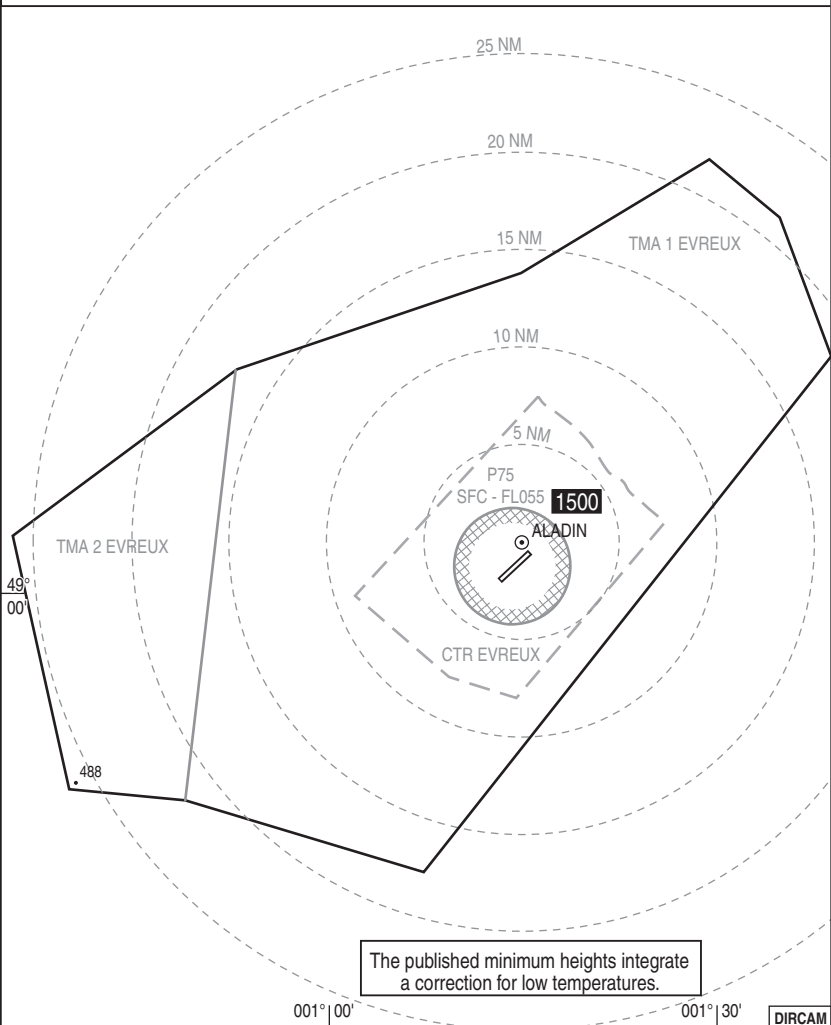 25 NM
20 NM
15 NM
TMA 1 EVREUX
10 NM
5 NM
P75
SFC - FL055
1500
ALADIN
TMA 2 EVREUX
49°
00'
CTR EVREUX
488
The published minimum heights integrate
a correction for low temperatures.
001° 00'
001° 30'
DIRCAM